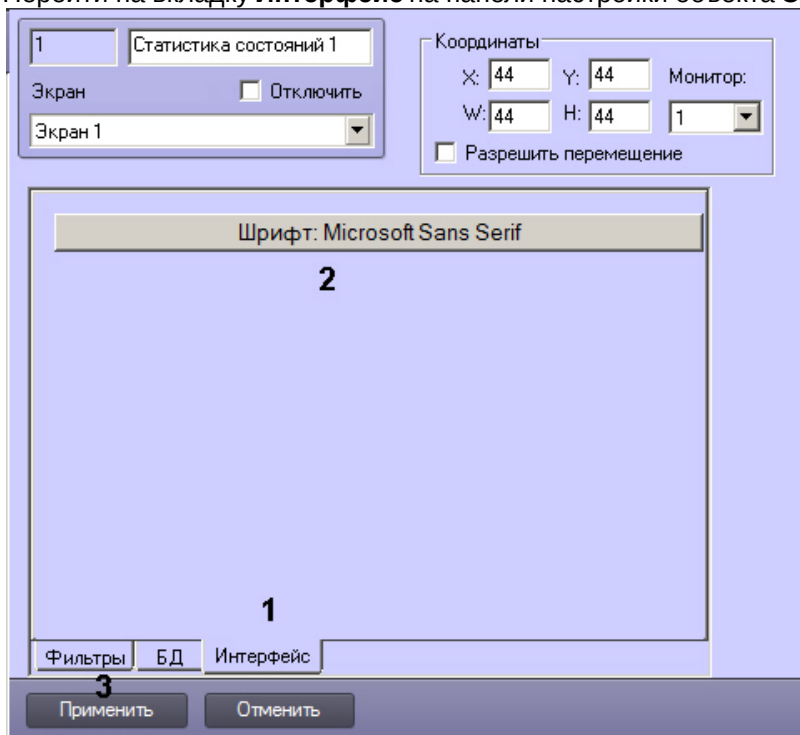 Перейти на вкладку Интерфейс на панели настройки объекта
1 Статистика состояний 1
Экран Отключить
Экран 1
Координаты
X: 44 Y: 44 Монитор:
W: 44 H: 44 1
Разрешить перемещение
Шрифт: Microsoft Sans Serif
2
1
Фильтры БД Интерфейс
3
Применить Отменить